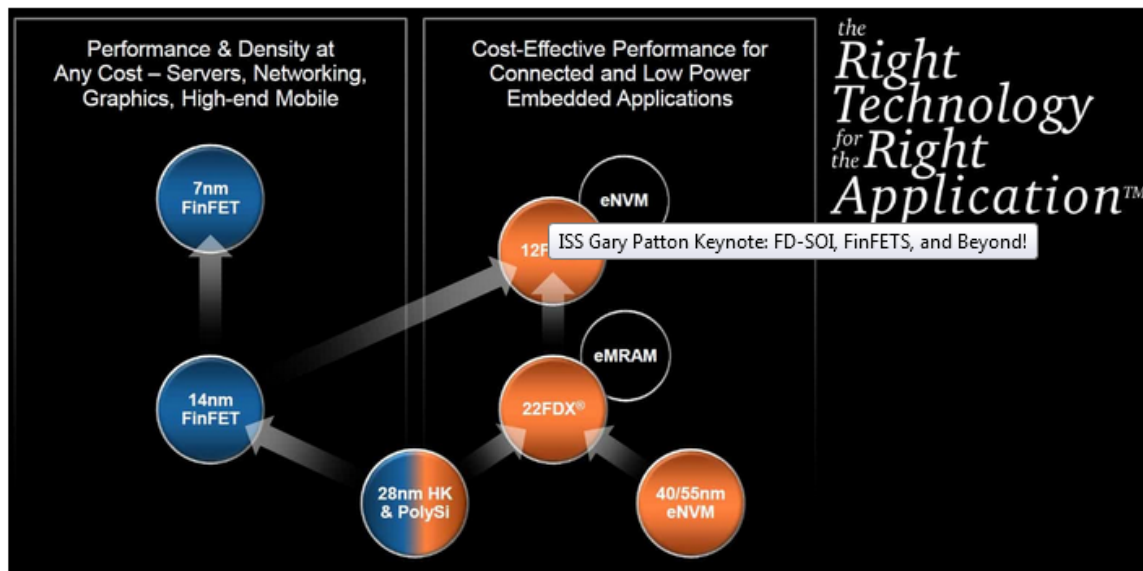 Performance & Density at
Any Cost – Servers, Networking,
Graphics, High-end Mobile
Cost-Effective Performance for
Connected and Low Power
Embedded Applications
the
Right
Technology
for the Right
Application™
7nm
FinFET
eNVM
ISS Gary Patton Keynote: FD-SOI, FinFETS, and Beyond!
eMRAM
14nm
FinFET
22FDX®
28nm HK
& PolySi
40/55nm
eNVM